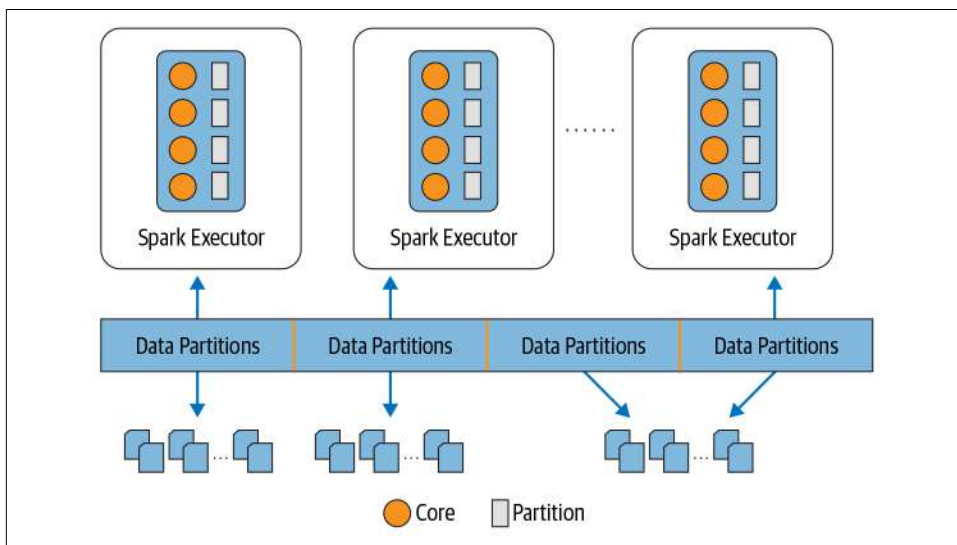 Spark Executor
Spark Executor
......
Spark Executor
Data Partitions
Data Partitions
Data Partitions
Data Partitions
...
...
...
Core
Partition